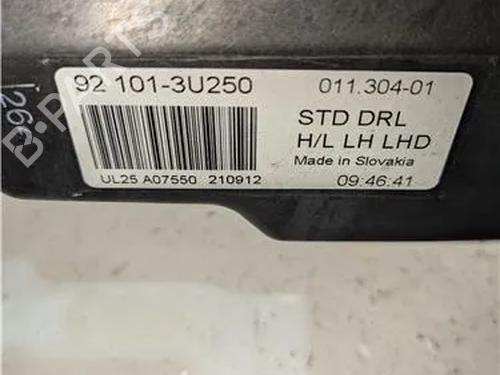 92 101-3U250
011.304-01
STD DRL
H/L LH LHD
Made in Slovakia
UL25 A07550 210912
09:46:41
B-PARTS